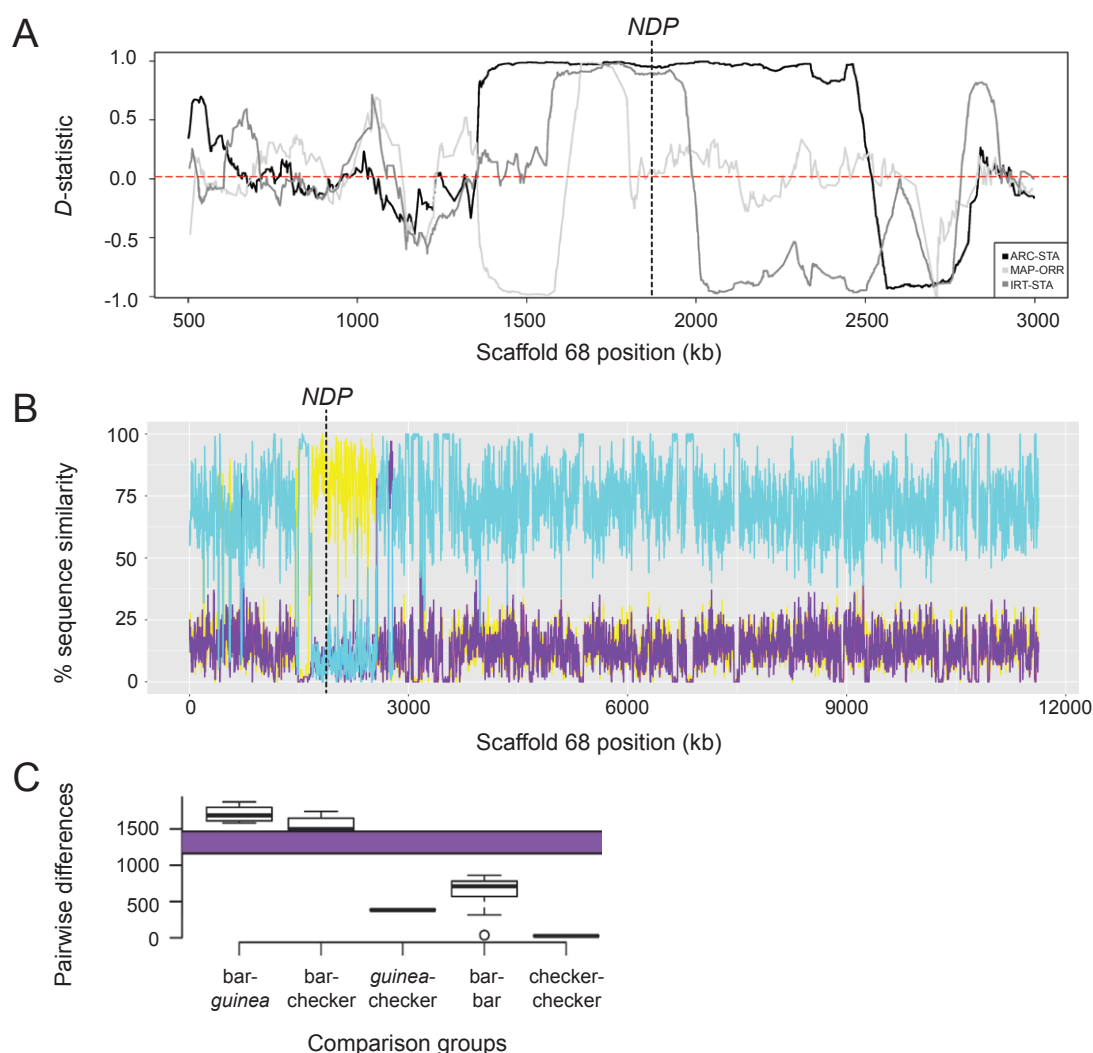 A
NDP
D-statistic
1.0
0.5
0.0
-0.5
-1.0
ARC-STA
MAP-ORR
IRT-STA
500
1000
1500
2000
2500
3000
Scaffold 68 position (kb)
B
NDP
% sequence similarity
100
75
50
25
0
0
3000
6000
9000
12000
Scaffold 68 position (kb)
C
Pairwise differences
1500
1000
500
0
bar-
guinea
bar-
checker
guinea-
checker
bar-
bar
checker-
checker
Comparison groups